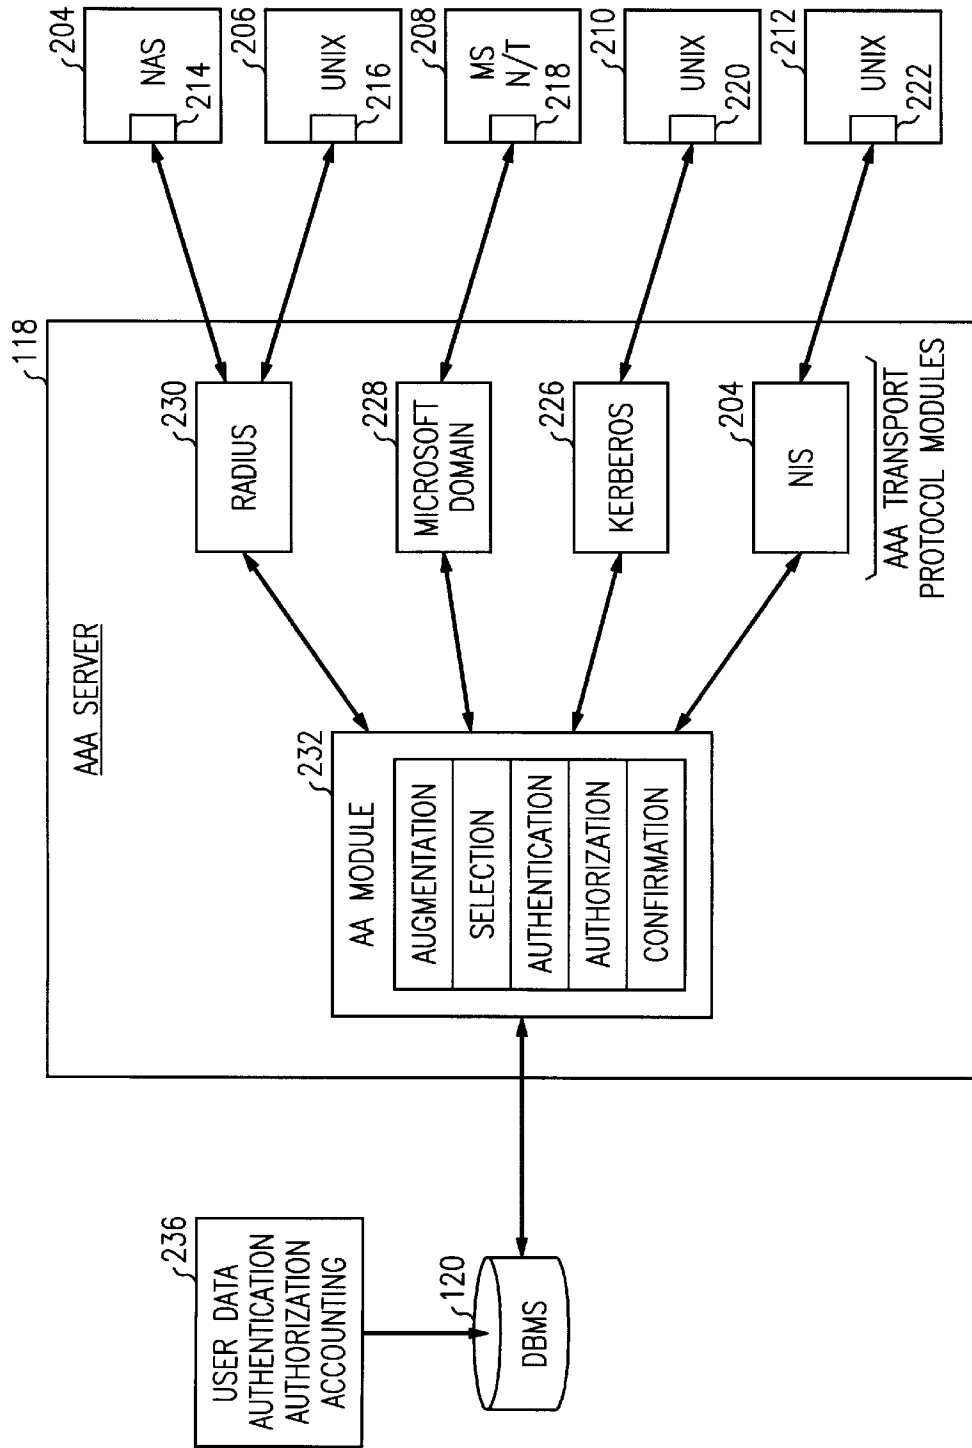 118
AAA SERVER
236
USER DATA
AUTHENTICATION
AUTHORIZATION
ACCOUNTING
120
DBMS
232
AA MODULE
AUGMENTATION
SELECTION
AUTHENTICATION
AUTHORIZATION
CONFIRMATION
230
RADIUS
228
MICROSOFT
DOMAIN
226
KERBEROS
204
NIS
AAA TRANSPORT
PROTOCOL MODULES
204
NAS
214
206
UNIX
216
208
MS
N/T
218
210
UNIX
220
212
UNIX
222